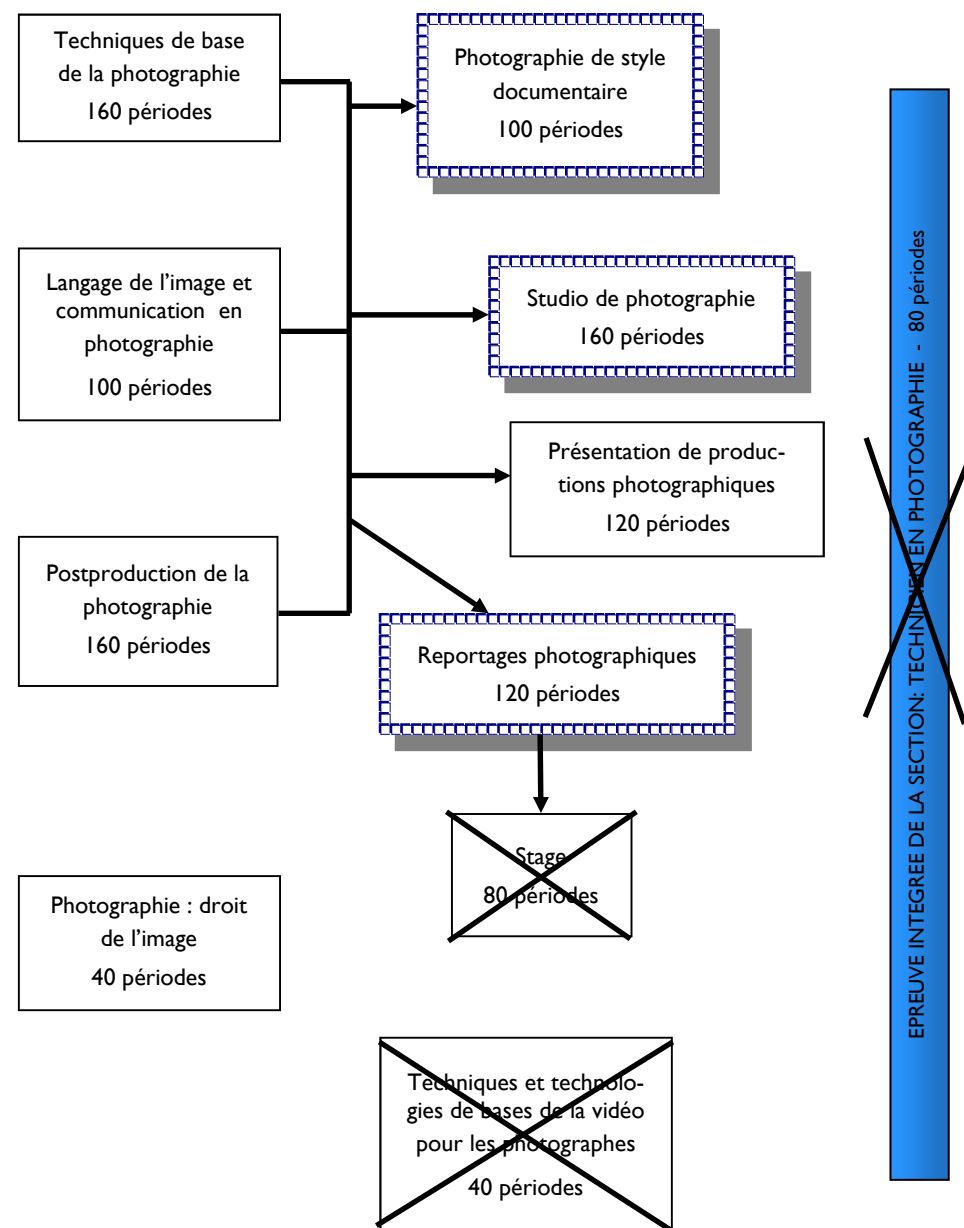 Techniques de base
de la photographie
160 périodes
Photographie de style
documentaire
100 périodes
Langage de l’image et
communication en
photographie
100 périodes
Studio de photographie
160 périodes
Présentation de produc-
tions photographiques
120 périodes
Postproduction de la
photographie
160 périodes
Reportages photographiques
120 périodes
Stage
80 périodes
Photographie : droit
de l’image
40 périodes
Techniques et technolo-
gies de bases de la vidéo
pour les photographes
40 périodes
EPREUVE INTEGREE DE LA SECTION: TECHNICIEN EN PHOTOGRAPHIE - 80 périodes